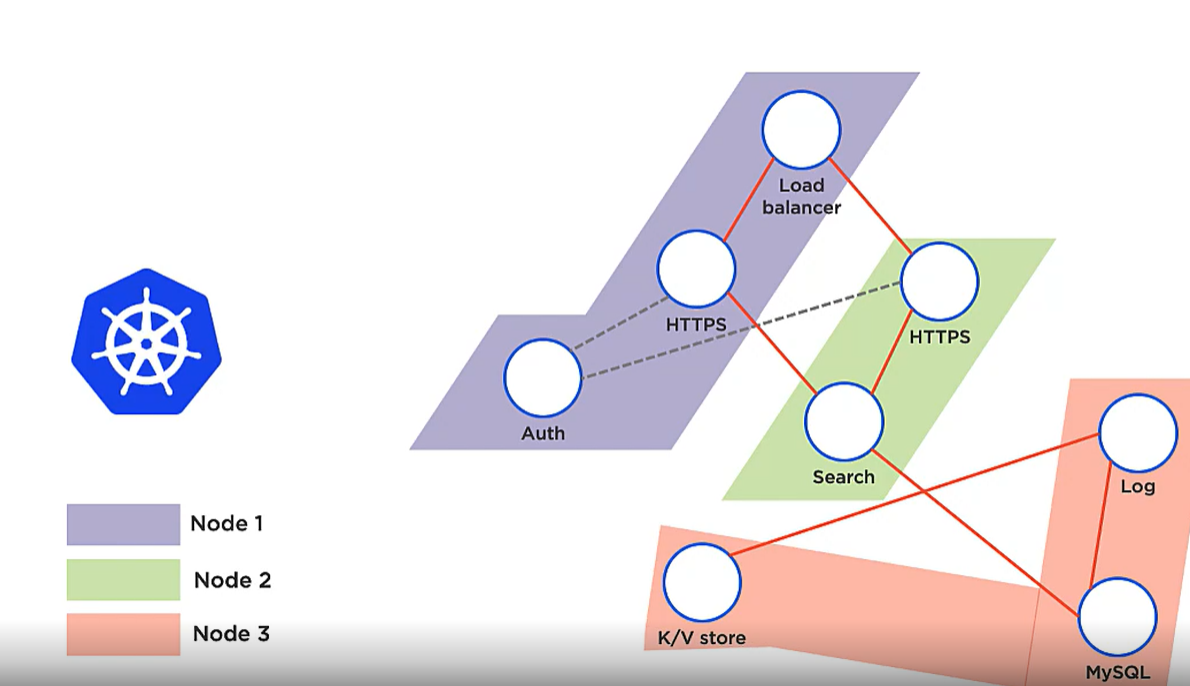 Load
balancer
HTTPS
HTTPS
Auth
Search
Log
K/V store
MySQL
Node 1
Node 2
Node 3